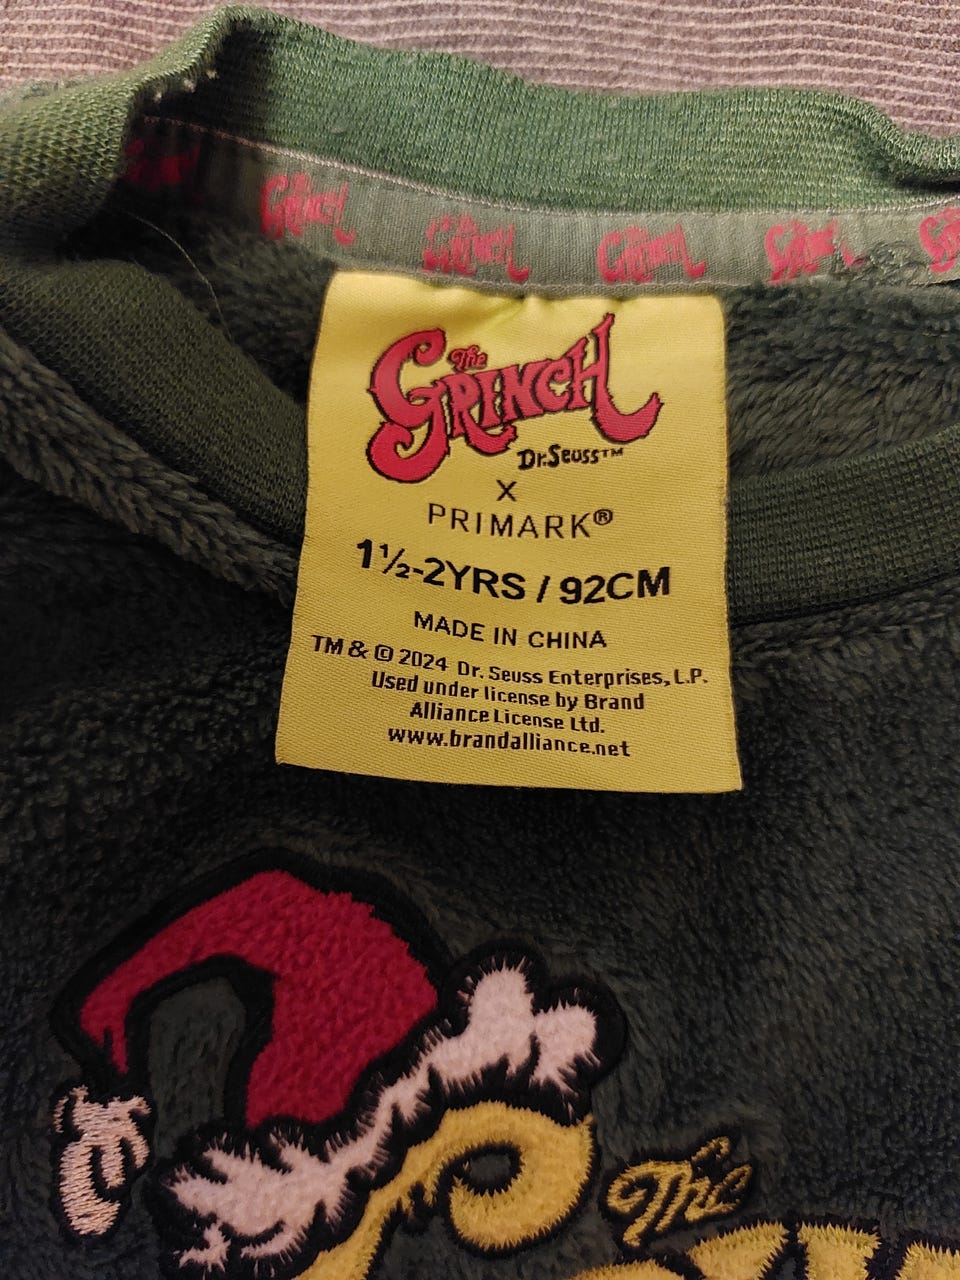 GRINCH
GRINCH
GRINCH
GRINCH
The
GRINCH
Dr. Seuss™
X
PRIMARK®
1½-2YRS / 92CM
MADE IN CHINA
TM & © 2024 Dr. Seuss Enterprises, L.P.
Used under license by Brand
Alliance License Ltd.
www.brandalliance.net
The